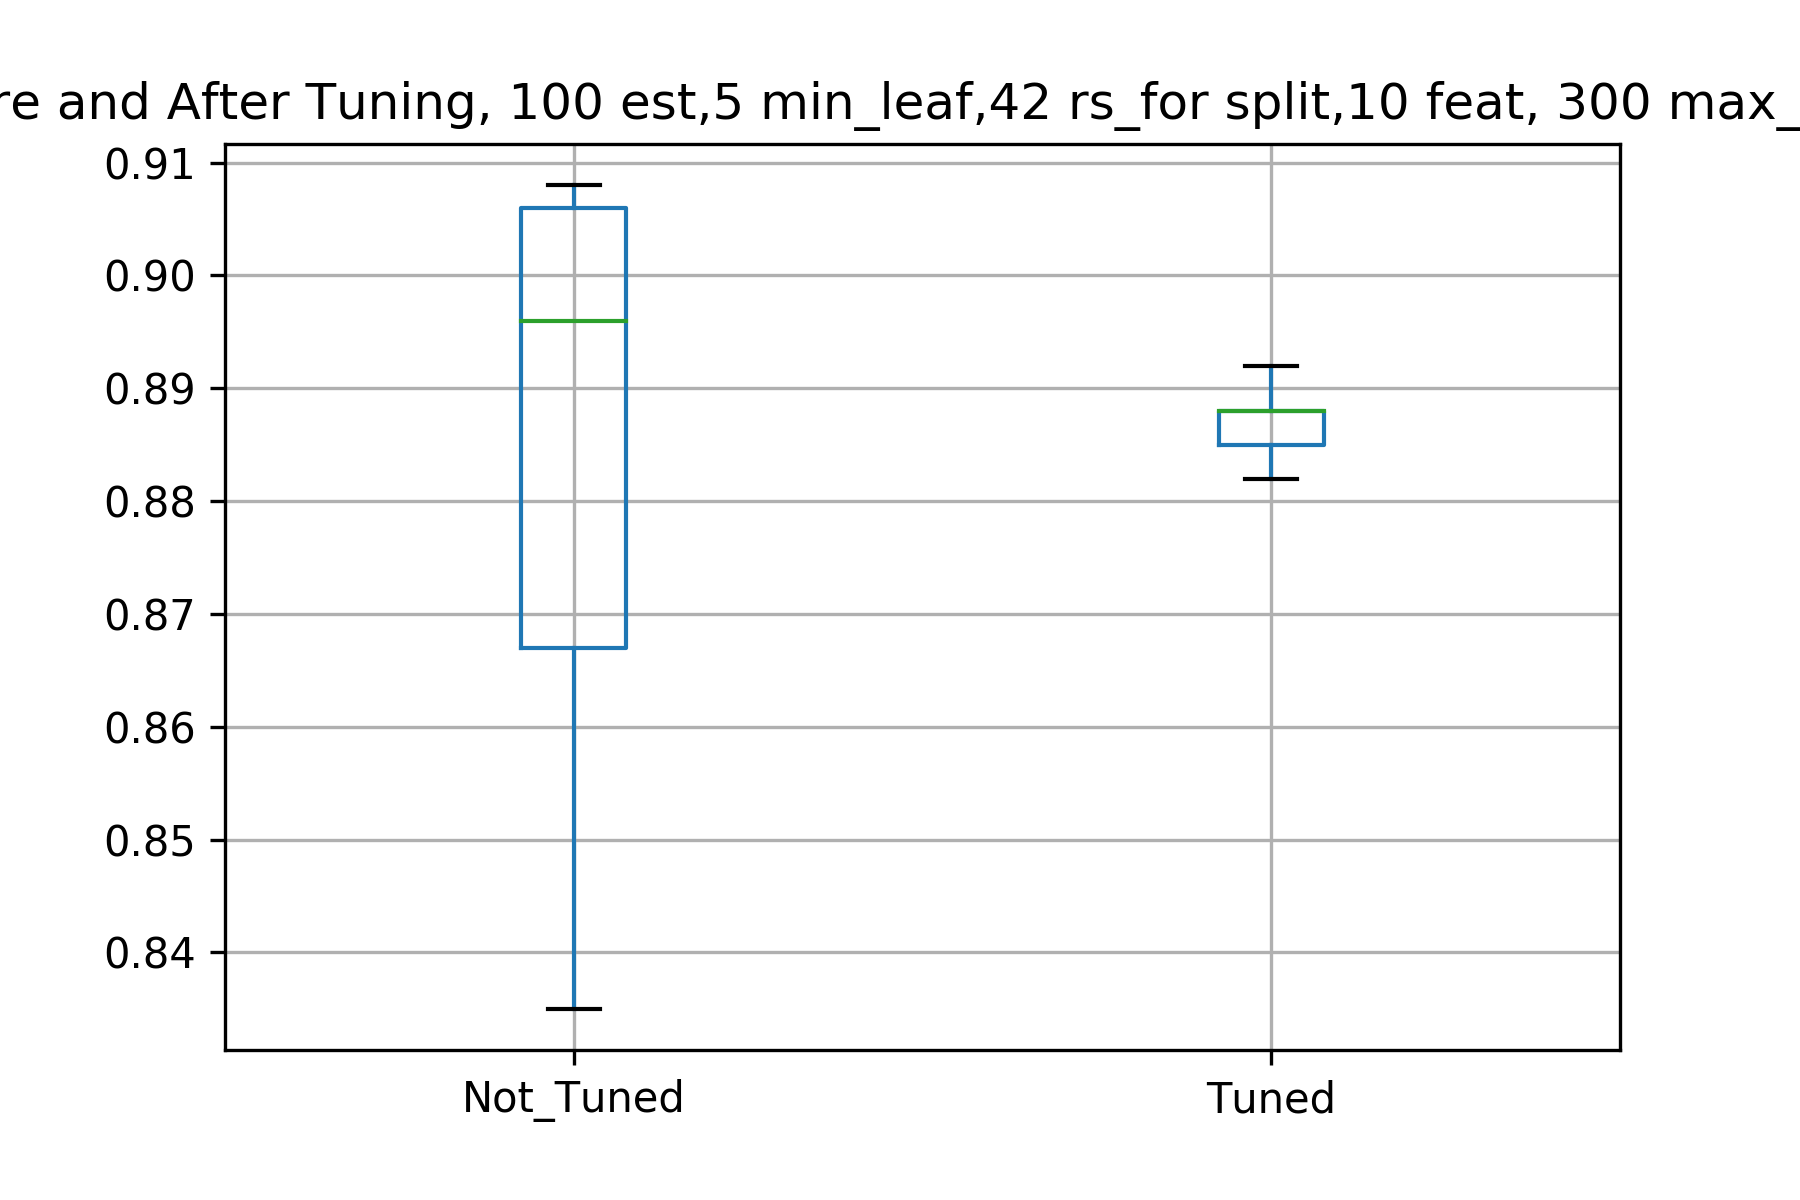 re and After Tuning, 100 est,5 min_leaf,42 rs_for split,10 feat, 300 max_
0.91
0.90
0.89
0.88
0.87
0.86
0.85
0.84
Not_Tuned
Tuned